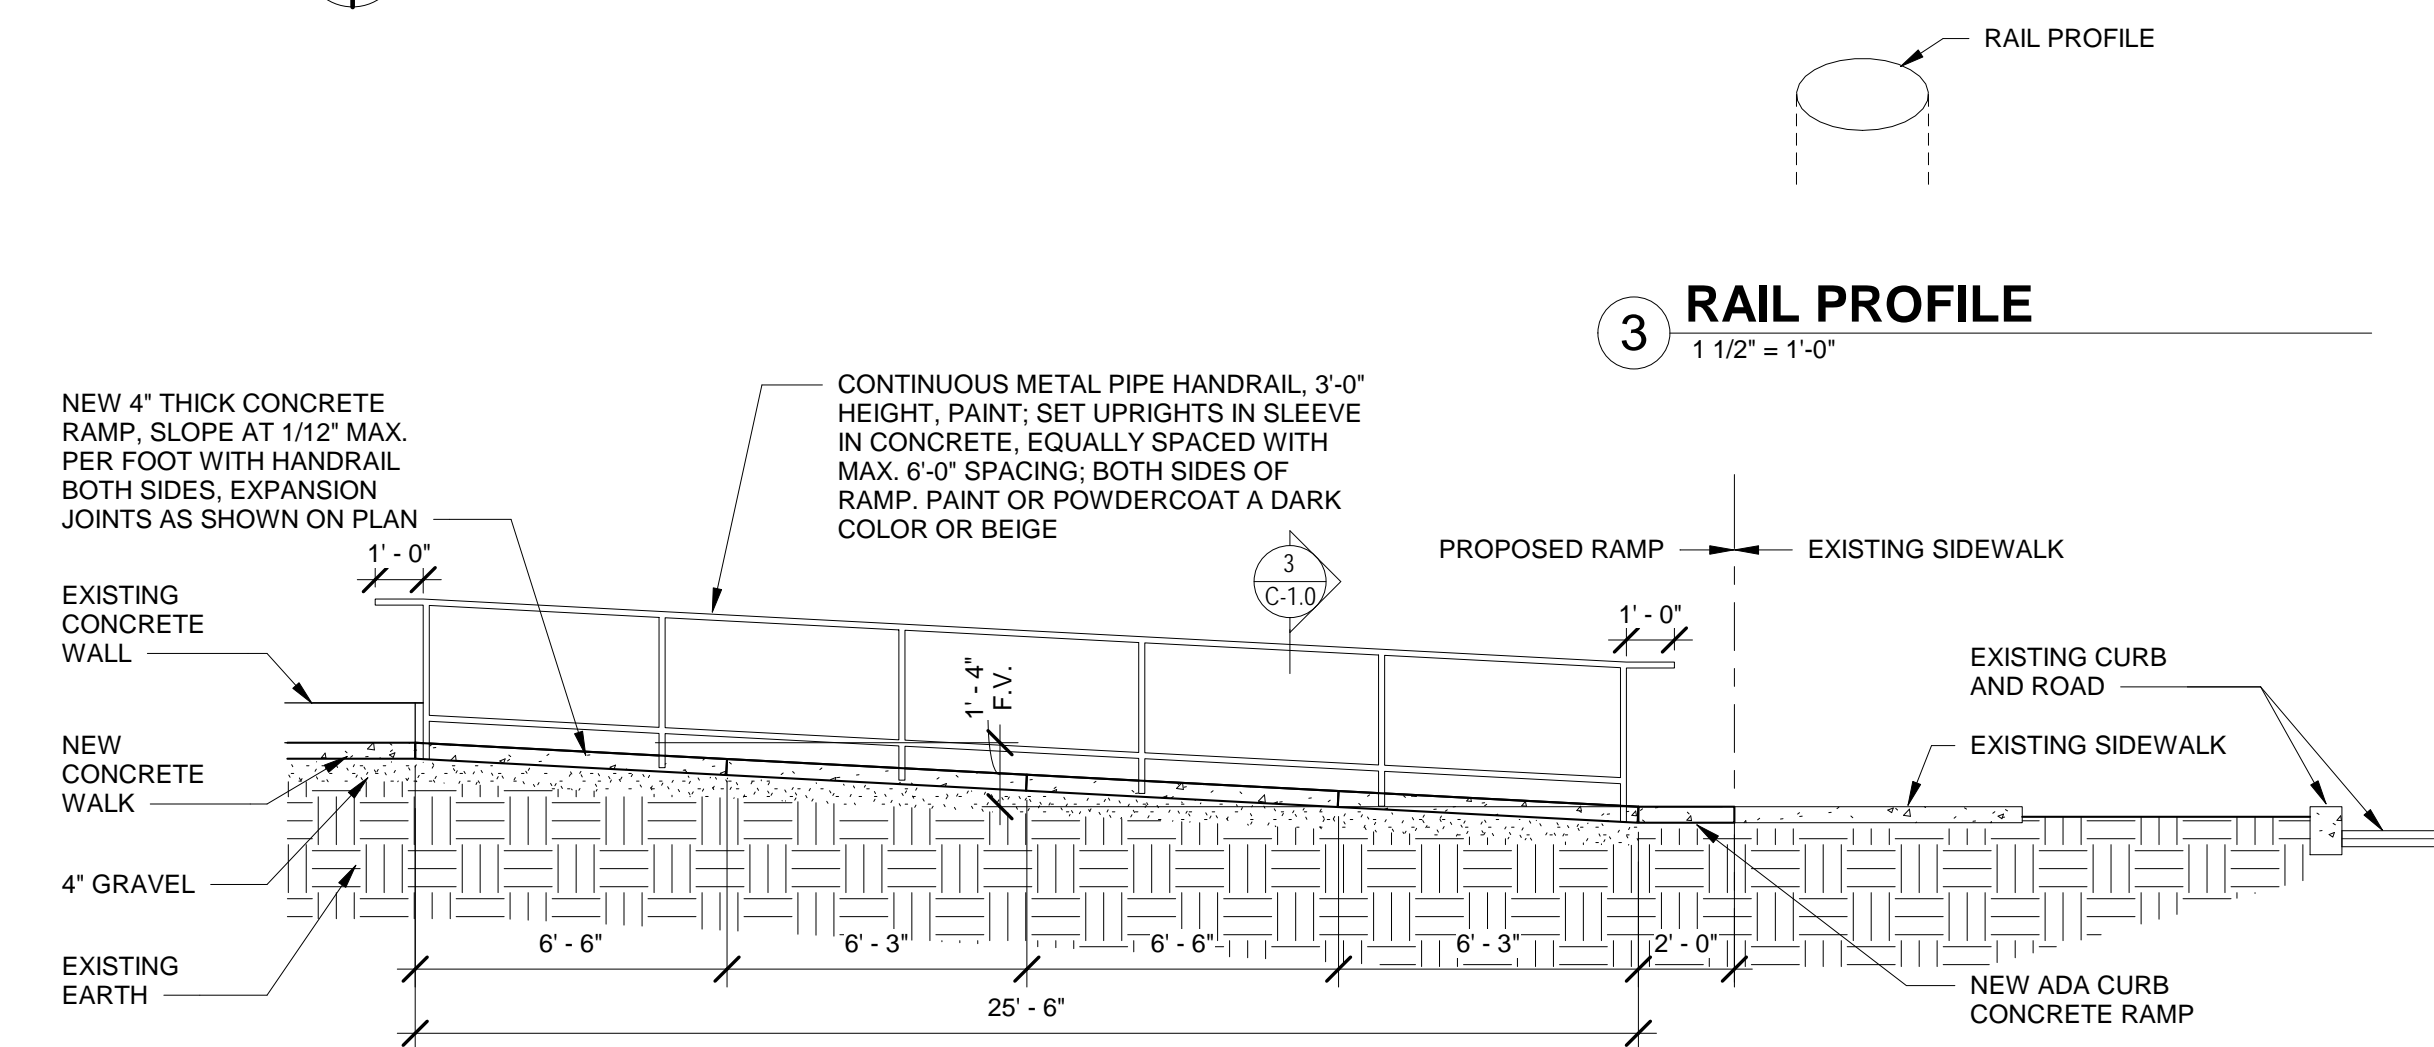 RAIL PROFILE
3
RAIL PROFILE
1 1/2" = 1'-0"
NEW 4" THICK CONCRETE
RAMP, SLOPE AT 1/12" MAX.
PER FOOT WITH HANDRAIL
BOTH SIDES, EXPANSION
JOINTS AS SHOWN ON PLAN
CONTINUOUS METAL PIPE HANDRAIL, 3'-0"
HEIGHT, PAINT; SET UPRIGHTS IN SLEEVE
IN CONCRETE, EQUALLY SPACED WITH
MAX. 6'-0" SPACING; BOTH SIDES OF
RAMP. PAINT OR POWDERCOAT A DARK
COLOR OR BEIGE
1' - 0"
3
C-1.0
PROPOSED RAMP
EXISTING SIDEWALK
EXISTING
CONCRETE
WALL
1' - 0"
1' - 4"
F.V.
EXISTING CURB
AND ROAD
NEW
CONCRETE
WALK
EXISTING SIDEWALK
4" GRAVEL
EXISTING
EARTH
6' - 6"
6' - 3"
6' - 6"
6' - 3"
2' - 0"
25' - 6"
NEW ADA CURB
CONCRETE RAMP